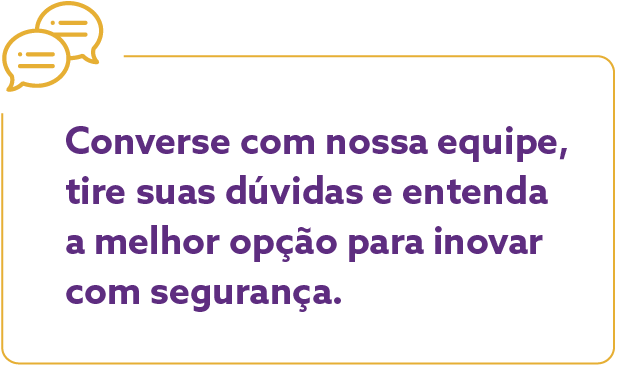 Converse com nossa equipe,
tire suas dúvidas e entenda
a melhor opção para inovar
com segurança.